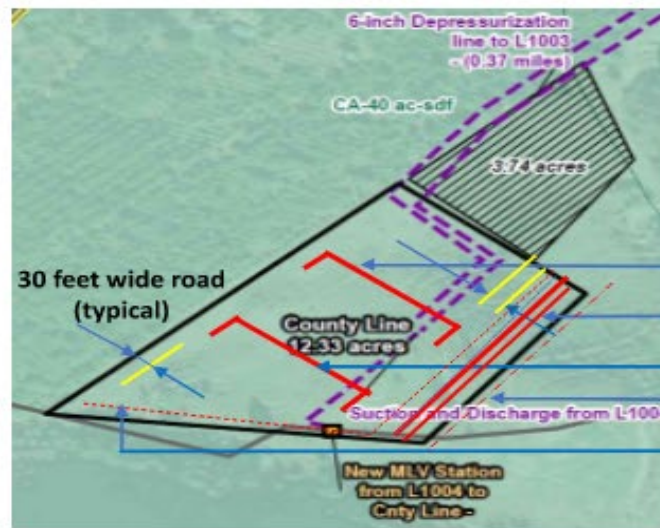 6-inch Depressurization
line to L1003
- (0.37 miles)
CA-40 ac-sdf
3.74 acres
30 feet wide road
(typical)
County Line
12.33 acres
Suction and Discharge from L100
New MLV Station
from L1004 to
Cnty Line -